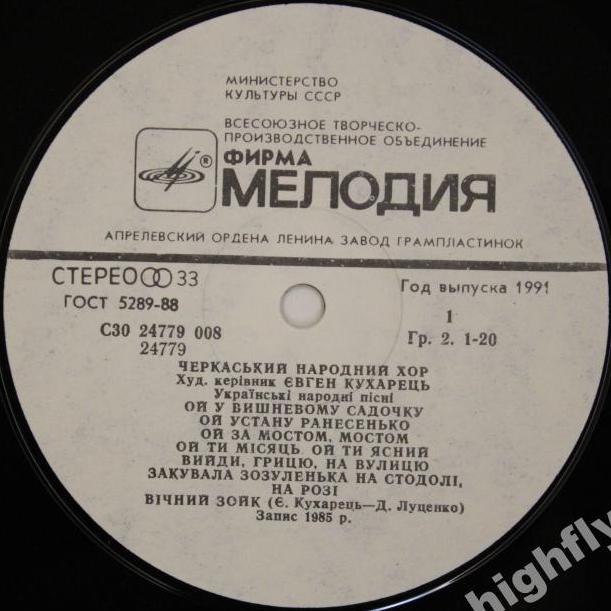 МИНИСТЕРСТВО
КУЛЬТУРЫ СССР
ВСЕСОЮЗНОЕ ТВОРЧЕСКО-
ПРОИЗВОДСТВЕННОЕ ОБЪЕДИНЕНИЕ
®
ФИРМА
МЕЛОДИЯ
АПРЕЛЕВСКИЙ ОРДЕНА ЛЕНИНА ЗАВОД ГРАМПЛАСТИНОК
СТЕРЕО 33
ГОСТ 5289-88
Год выпуска 1991
С30 24779 008
24779
1
Гр. 2. 1-20
ЧЕРКАСЬКИЙ НАРОДНИЙ ХОР
Худ. керівник ЄВГЕН КУХАРЕЦЬ
Українські народні пісні
ОЙ У ВИШНЕВОМУ САДОЧКУ
ОЙ УСТАНУ РАНЕСЕНЬКО
ОЙ ЗА МОСТОМ, МОСТОМ
ОЙ ТИ МІСЯЦЬ, ОЙ ТИ ЯСНИЙ
ВИЙДИ, ГРИЦЮ, НА ВУЛИЦЮ
ЗАКУВАЛА ЗОЗУЛЕНЬКА НА СТОДОЛІ,
НА РОЗІ
ВІЧНИЙ ЗОЙК (Є. Кухарець—Д. Луценко)
Запис 1985 р.
highfly